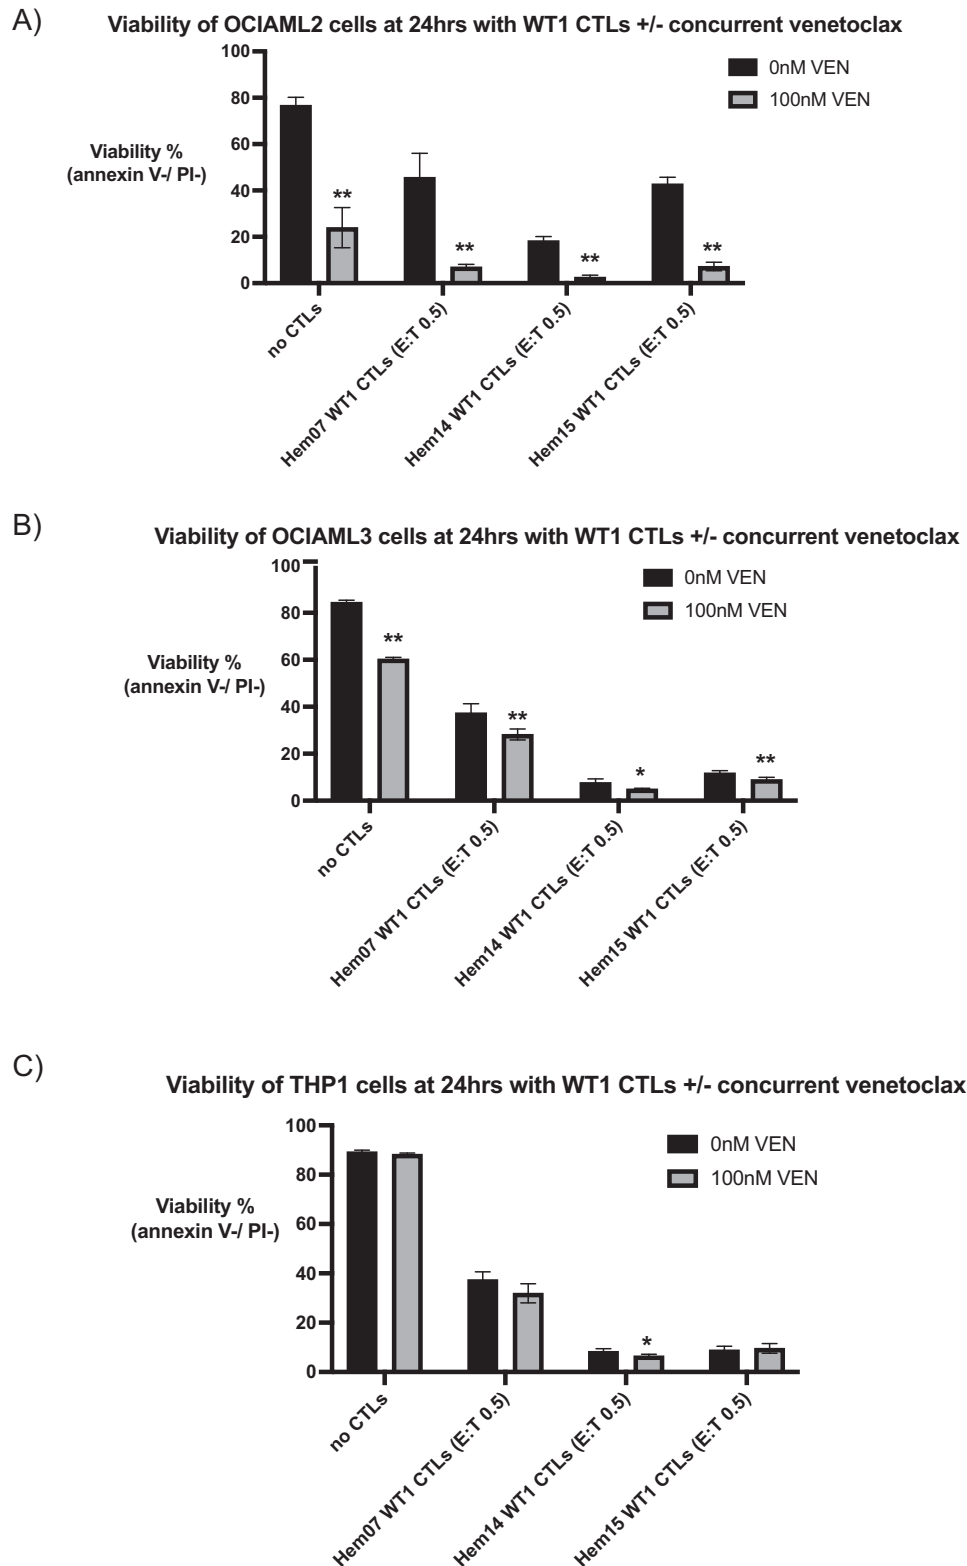 A)
Viability of OCIAML2 cells at 24hrs with WT1 CTLs +/- concurrent venetoclax
100
80
60
40
20
0
Viability %
(annexin V-/ PI-)
0nM VEN
100nM VEN
**
**
**
**
no CTLs
Hem07 WT1 CTLs (E:T 0.5)
Hem14 WT1 CTLs (E:T 0.5)
Hem15 WT1 CTLs (E:T 0.5)
B)
Viability of OCIAML3 cells at 24hrs with WT1 CTLs +/- concurrent venetoclax
100
80
60
40
20
0
Viability %
(annexin V-/ PI-)
0nM VEN
100nM VEN
**
**
*
**
no CTLs
Hem07 WT1 CTLs (E:T 0.5)
Hem14 WT1 CTLs (E:T 0.5)
Hem15 WT1 CTLs (E:T 0.5)
C)
Viability of THP1 cells at 24hrs with WT1 CTLs +/- concurrent venetoclax
100
80
60
40
20
0
Viability %
(annexin V-/ PI-)
0nM VEN
100nM VEN
*
no CTLs
Hem07 WT1 CTLs (E:T 0.5)
Hem14 WT1 CTLs (E:T 0.5)
Hem15 WT1 CTLs (E:T 0.5)